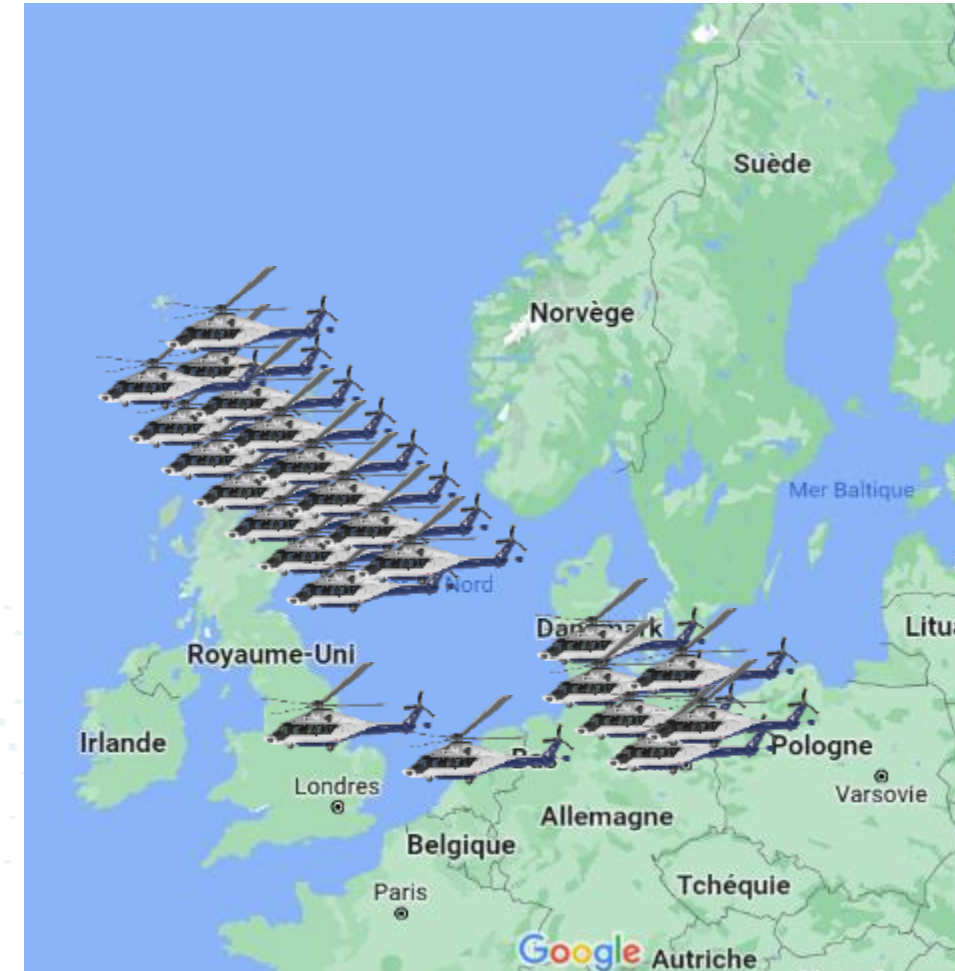 Suède
Norvège
Mer Baltique
Nord
Royaume-Uni
Irlande
Londres
Pologne
Varsovie
Allemagne
Belgique
Paris
Tchéquie
Google
Autriche